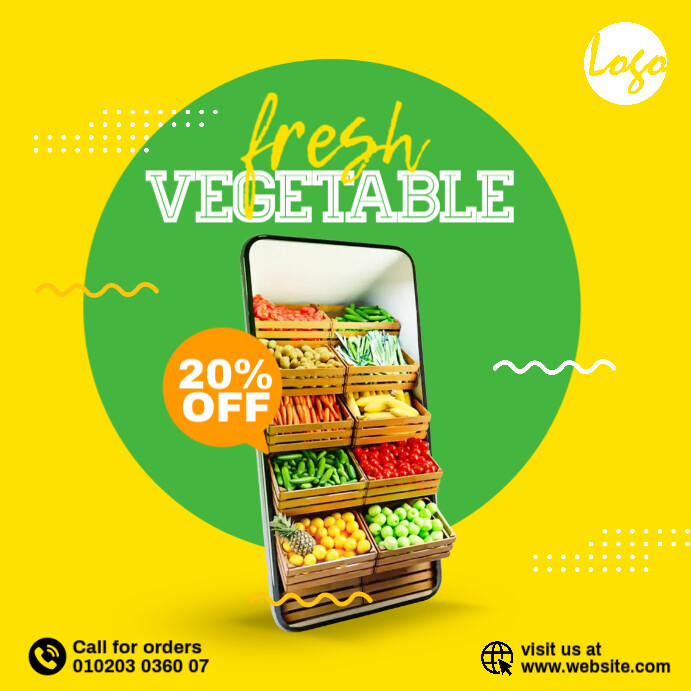 Logo
fresh
VEGETABLE
20%
OFF
Call for orders
010203 0360 07
visit us at
www.website.com